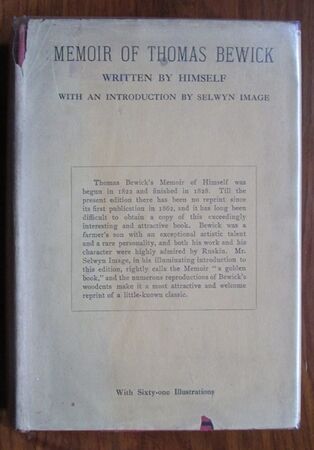 MEMOIR OF THOMAS BEWICK
WRITTEN BY HIMSELF
WITH AN INTRODUCTION BY SELWYN IMAGE
Thomas Bewick's Memoir of Himself was
begun in 1822 and finished in 1828. Till the
present edition there has been no reprint since
its first publication in 1862, and it has long been
difficult to obtain a copy of this exceedingly
interesting and attractive book. Bewick was a
farmer's son with an exceptional artistic talent
and a rare personality, and both his work and his
character were highly admired by Ruskin. Mr.
Selwyn Image, in his illuminating introduction to
this edition, rightly calls the Memoir "a golden
book," and the numerous reproductions of Bewick's
woodcuts make it a most attractive and welcome
reprint of a little-known classic.
With Sixty-one Illustrations